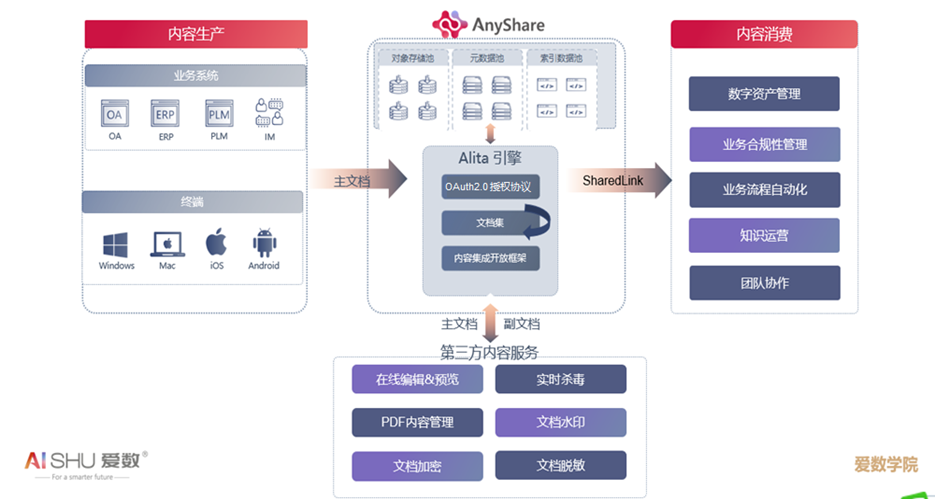 内容生产
业务系统
OA
ERP
PLM
OA
ERP
PLM
IM
终端
Windows
Mac
iOS
Android
主文档
AnyShare
对象存储池
元数据池
索引数据池
</>
</>
</>
</>
Alita 引擎
OAuth2.0 授权协议
文档集
内容集成开放框架
SharedLink
内容消费
数字资产管理
业务合规性管理
业务流程自动化
知识运营
团队协作
主文档
副文档
第三方内容服务
在线编辑&预览
实时杀毒
PDF内容管理
文档水印
文档加密
文档脱敏
AISHU 爱数®
For a smarter future
爱数学院